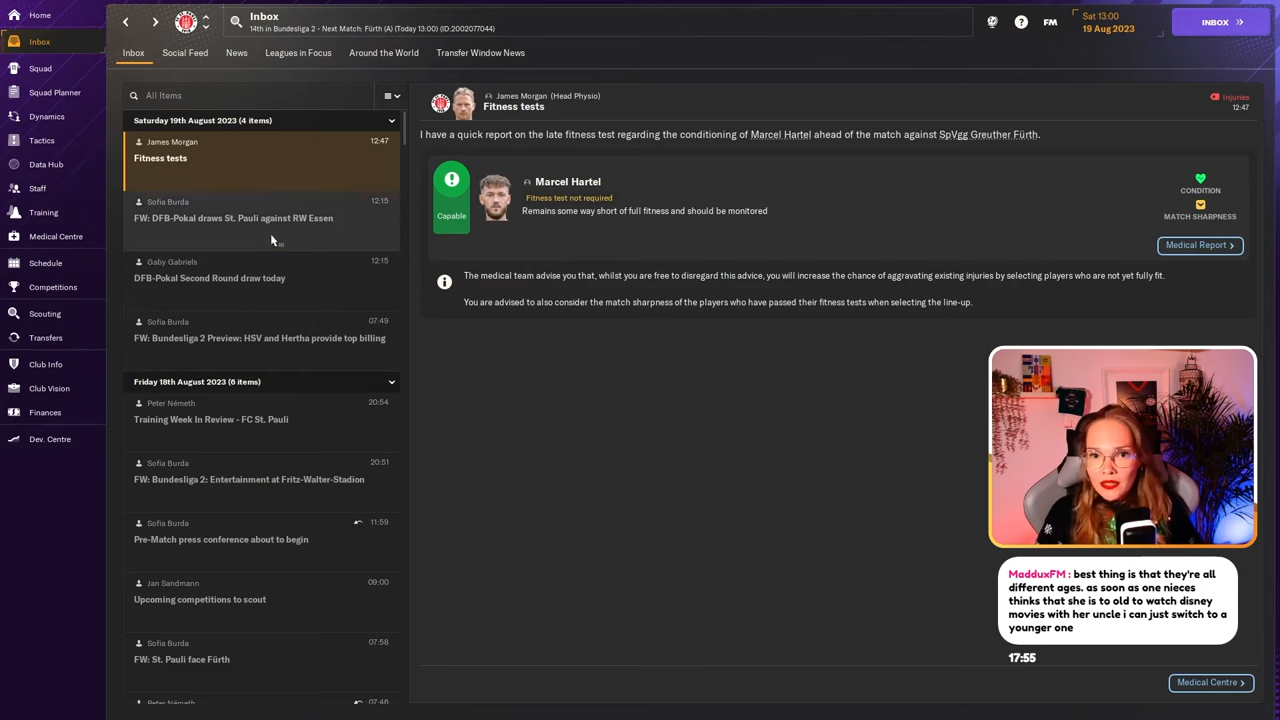 Home
Inbox
Squad
Squad Planner
Dynamics
Tactics
Data Hub
Staff
Training
Medical Centre
Schedule
Competitions
Scouting
Transfers
Club Info
Club Vision
Finances
Dev. Centre
Inbox
14th in Bundesliga 2 - Next Match: Fürth (A) (Today 13:00) (ID:2002077044)
FM
Sat 13:00
19 Aug 2023
INBOX
Inbox
Social Feed
News
Leagues in Focus
Around the World
Transfer Window News
All Items
Saturday 19th August 2023 (4 items)
James Morgan
12:47
Fitness tests
Sofia Burda
12:15
FW: DFB-Pokal draws St. Pauli against RW Essen
Gaby Gabriels
12:15
DFB-Pokal Second Round draw today
Sofia Burda
07:49
FW: Bundesliga 2 Preview: HSV and Hertha provide top billing
Friday 18th August 2023 (6 items)
Peter Németh
20:54
Training Week In Review - FC St. Pauli
Sofia Burda
20:51
FW: Bundesliga 2: Entertainment at Fritz-Walter-Stadion
Sofia Burda
11:59
Pre-Match press conference about to begin
Jan Sandmann
09:00
Upcoming competitions to scout
Sofia Burda
07:58
FW: St. Pauli face Fürth
Peter Németh
07:46
James Morgan (Head Physio)
Fitness tests
Injuries
12:47
I have a quick report on the late fitness test regarding the conditioning of Marcel Hartel ahead of the match against SpVgg Greuther Fürth.
Capable
Marcel Hartel
Fitness test not required
Remains some way short of full fitness and should be monitored
CONDITION
MATCH SHARPNESS
Medical Report
The medical team advise you that, whilst you are free to disregard this advice, you will increase the chance of aggravating existing injuries by selecting players who are not yet fully fit.
You are advised to also consider the match sharpness of the players who have passed their fitness tests when selecting the line-up.
MadduxFM : best thing is that they're all
different ages. as soon as one nieces
thinks that she is to old to watch disney
movies with her uncle i can just switch to a
younger one
17:55
Medical Centre